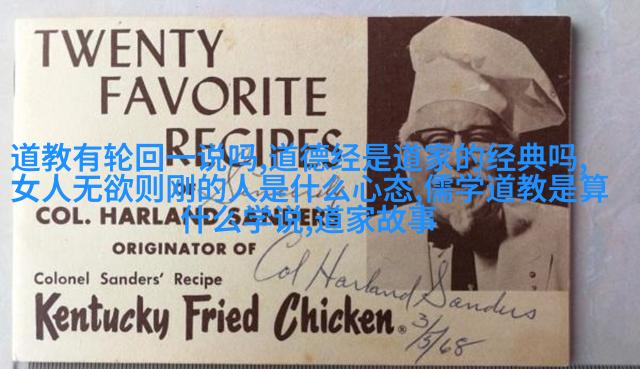 TWENTY
FAVORITE
RECIPES
道教有轮回一说吗,道德经是道家的经典吗,
女人无欲则刚的人是什么心态,儒学道教是算
什么学说,道家故事
COL. HARLAND SANDERS
ORIGINATOR OF
Colonel Sanders' Recipe
Kentucky Fried Chicken®
Col Harland Sanders
3/5/68